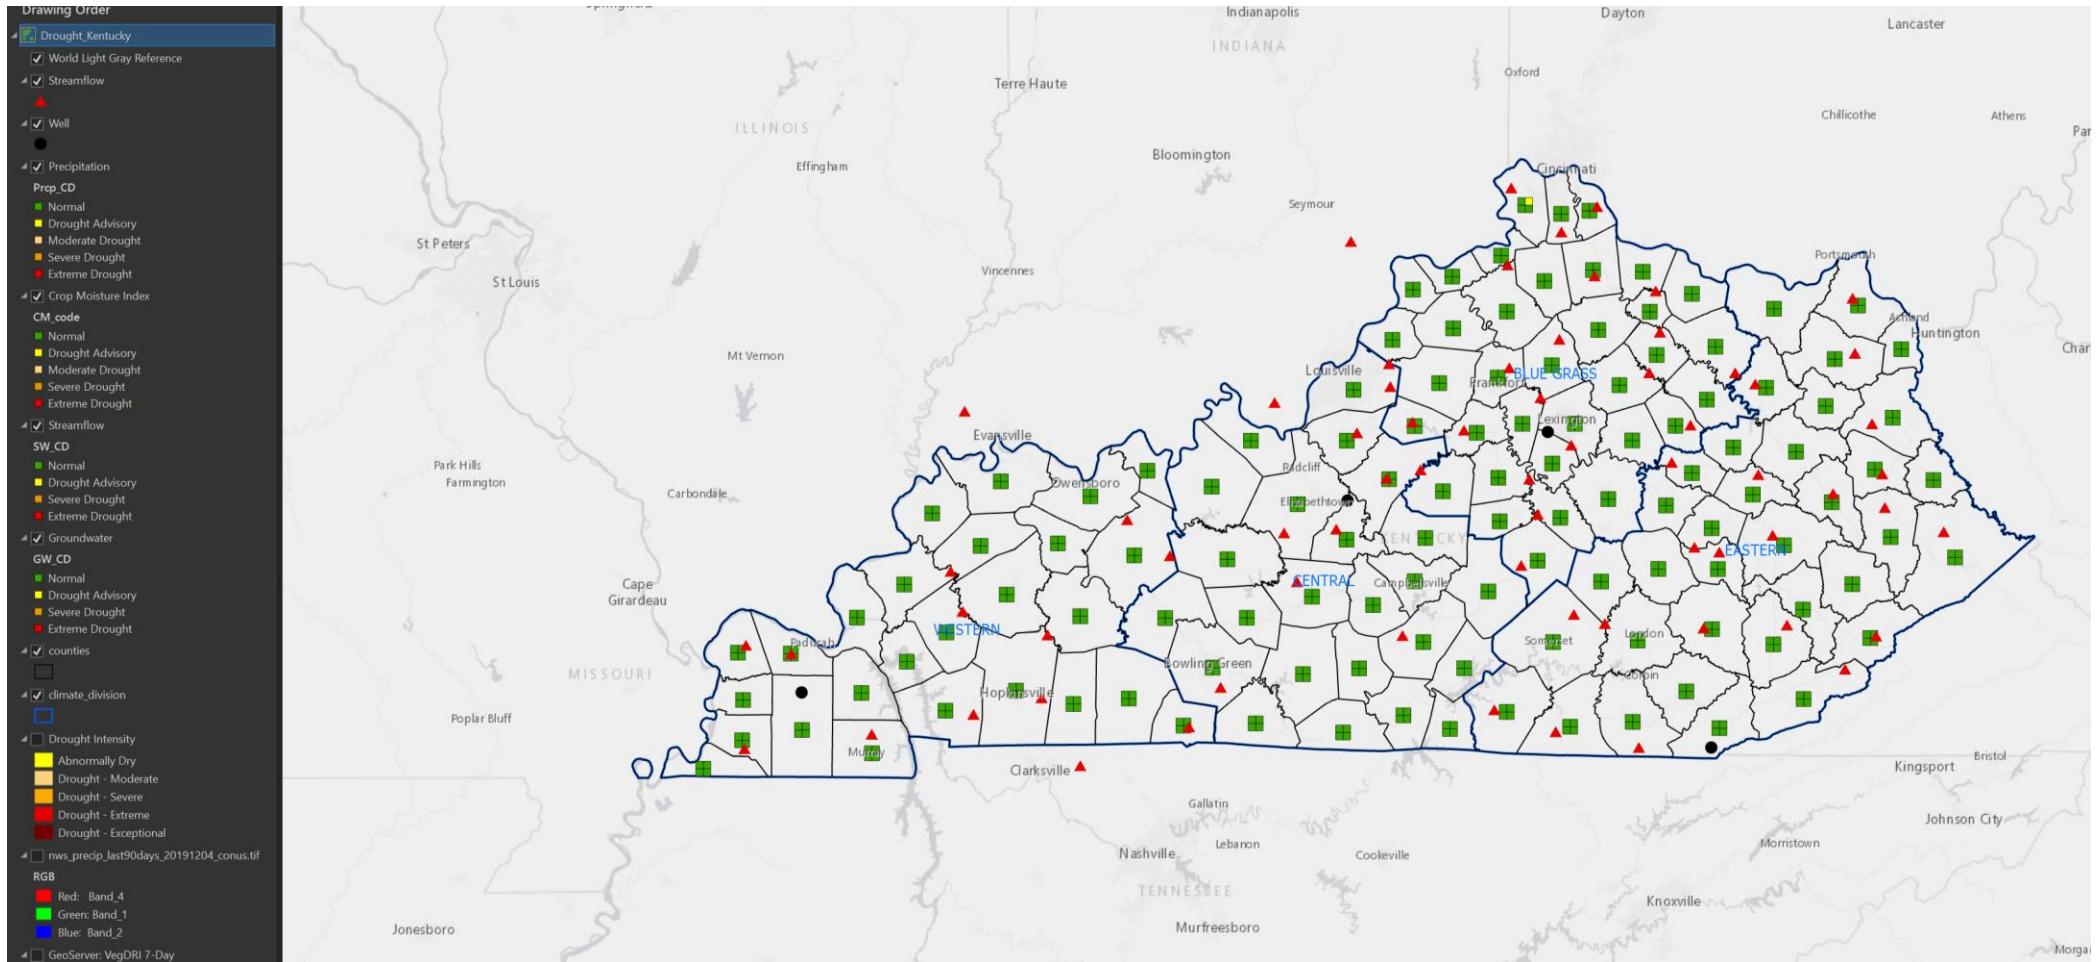 Drawing Order
Drought_Kentucky
World Light Gray Reference
Streamflow
Well
Precipitation
Prcp_CD
Normal
Drought Advisory
Moderate Drought
Severe Drought
Extreme Drought
Crop Moisture Index
CM_code
Normal
Drought Advisory
Moderate Drought
Severe Drought
Extreme Drought
Streamflow
SW_CD
Normal
Drought Advisory
Severe Drought
Extreme Drought
Groundwater
GW_CD
Normal
Drought Advisory
Severe Drought
Extreme Drought
counties
climate_division
Drought Intensity
Abnormally Dry
Drought - Moderate
Drought - Severe
Drought - Extreme
Drought - Exceptional
nws_precip_last90days_20191204_conus.tif
RGB
Red: Band_4
Green: Band_1
Blue: Band_2
GeoServer: VegDRI 7-Day
Indianapolis
Dayton
Lancaster
INDIANA
Oxford
Terre Haute
Chillicothe
Athens
Par
ILLINOIS
Effingham
Bloomington
Cincinnati
Seymour
St Peters
Vincennes
Portsmouth
St Louis
Ashland
Huntington
Char
Mt Vernon
Louisville
Frankfort
BLUE GRASS
Lexington
Evansville
Park Hills
Farmington
Carbondale
Owensboro
Radcliff
Elizabethtown
KENTUCKY
EASTERN
Cape
Girardeau
CENTRAL
Campbellsville
WESTERN
Paducah
Somerset
London
MISSOURI
Bowling Green
Corbin
Hopkinsville
Poplar Bluff
Murray
Clarksville
Kingsport
Bristol
Gallatin
Johnson City
Nashville
Lebanon
Cookeville
Morristown
TENNESSEE
Knoxville
Jonesboro
Murfreesboro
Morgar